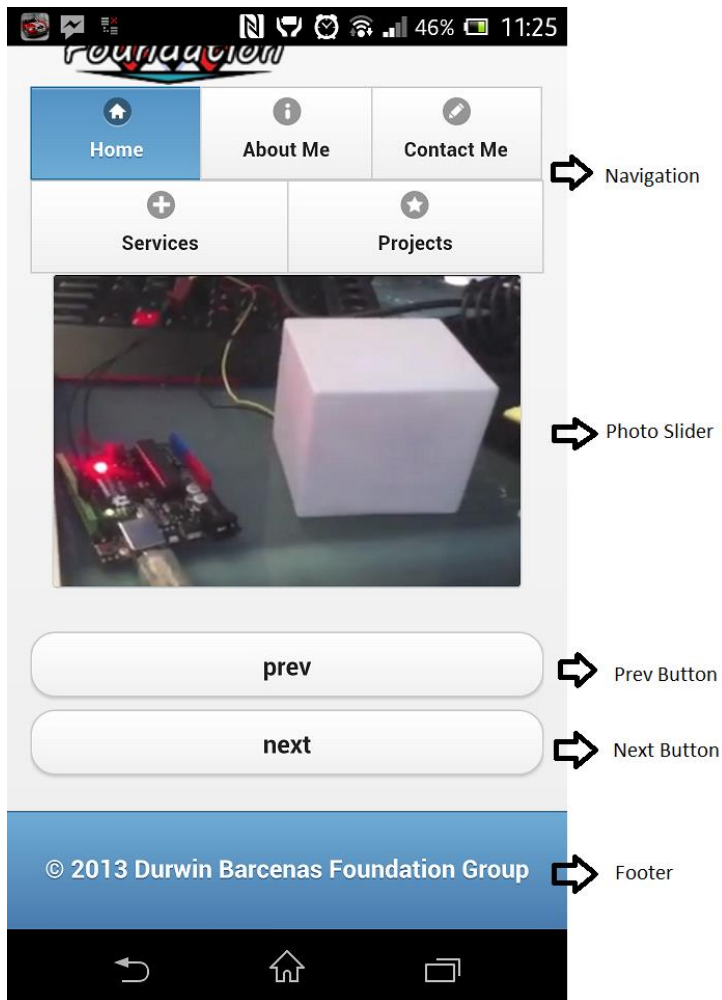 46% 11:25
Foundation
Home About Me Contact Me
Navigation
Services Projects
Photo Slider
prev
Prev Button
next
Next Button
© 2013 Durwin Barcenas Foundation Group
Footer